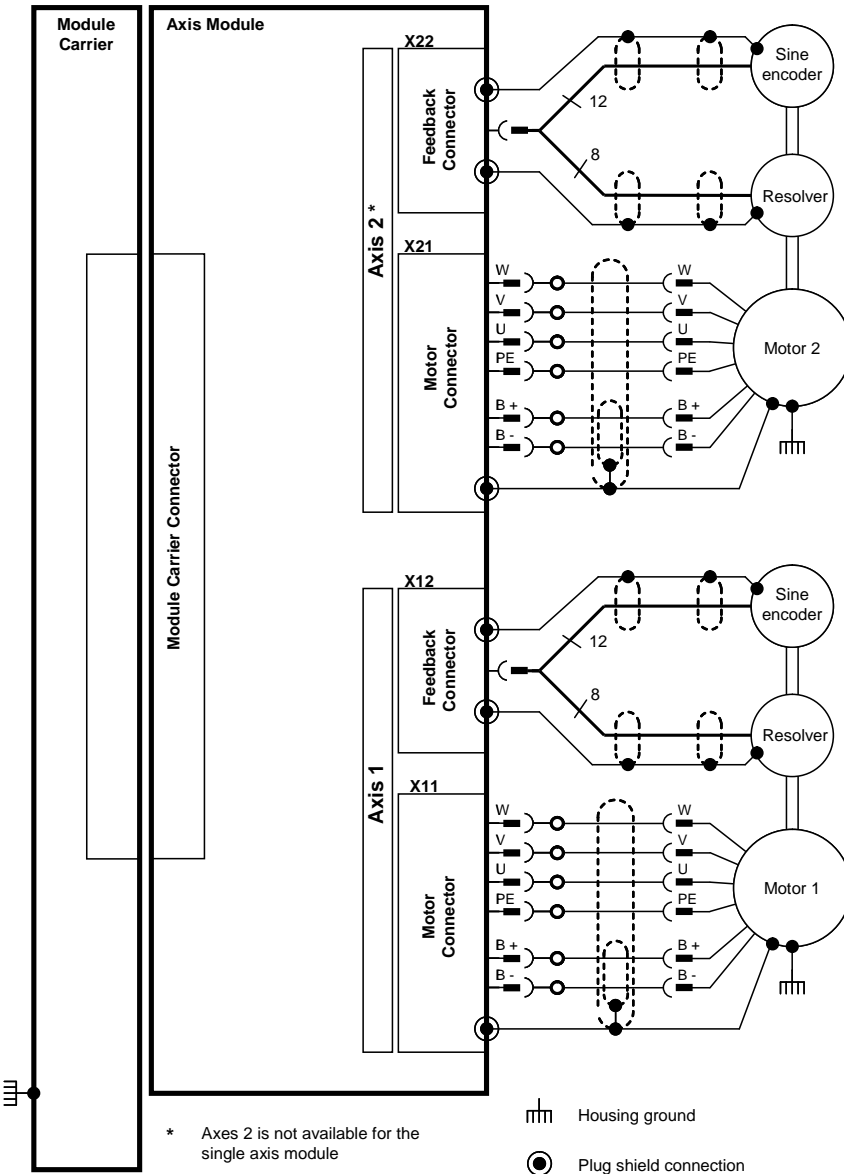 Module
Carrier
Axis Module
X22
Feedback
Connector
12
8
Sine
encoder
Resolver
Axis 2 *
X21
Motor
Connector
W
V
U
PE
B +
B -
W
V
U
PE
B +
B -
Motor 2
Module Carrier Connector
X12
Feedback
Connector
12
8
Sine
encoder
Resolver
Axis 1
X11
Motor
Connector
W
V
U
PE
B +
B -
W
V
U
PE
B +
B -
Motor 1
* Axes 2 is not available for the
single axis module
Housing ground
Plug shield connection